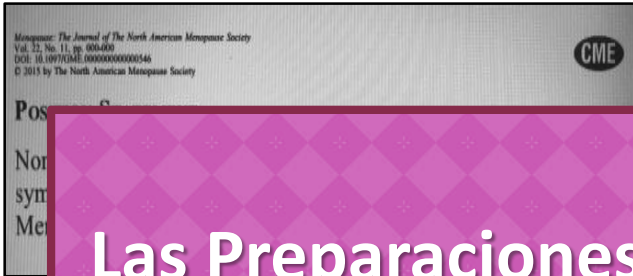 Menopause: The Journal of The North American Menopause Society
Vol. 22, No. 11, pp. 000-000
DOI: 10.1097/GME.0000000000000546
© 2015 by The North American Menopause Society
CME
Pos
Nor
sym
Me
Las Preparaciones